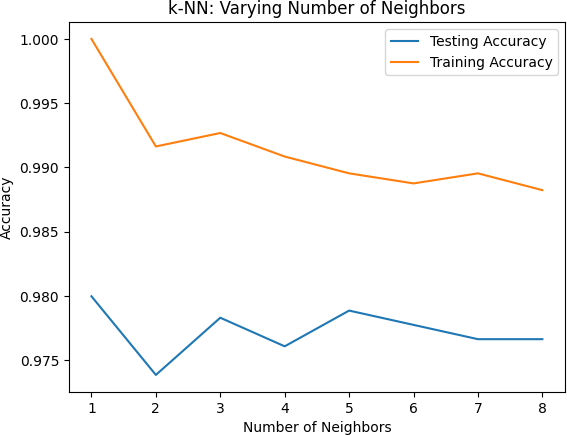 k-NN: Varying Number of Neighbors
Testing Accuracy
Training Accuracy
1.000
0.995
0.990
0.985
0.980
0.975
Accuracy
1 2 3 4 5 6 7 8
Number of Neighbors